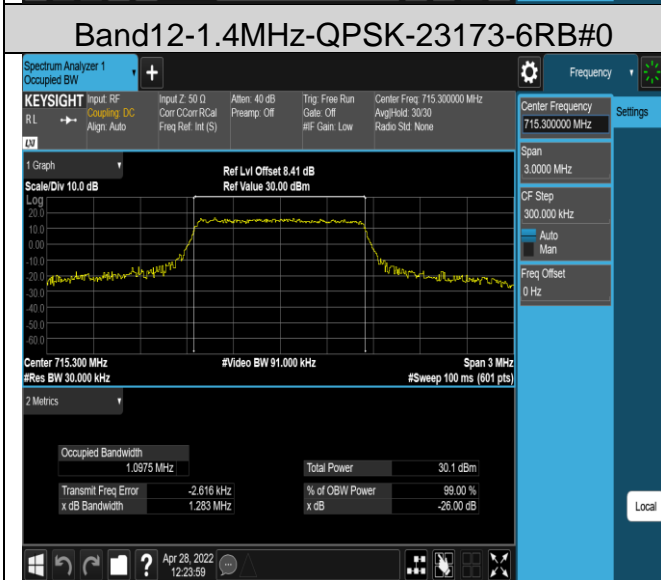 Band12-1.4MHz-QPSK-23173-6RB#0
Spectrum Analyzer 1
Occupied BW
+
Frequency
KEYSIGHT
R L
LXI
Input: RF
Coupling: DC
Align: Auto
Input Z: 50 Ω
Corr CCorr RCal
Freq Ref: Int (S)
Atten: 40 dB
Preamp: Off
Trig: Free Run
Gate: Off
#IF Gain: Low
Center Freq: 715.300000 MHz
Avg|Hold: 30/30
Radio Std: None
Center Frequency
715.300000 MHz
Settings
Span
3.0000 MHz
CF Step
300.000 kHz
Auto
Man
Freq Offset
0 Hz
1 Graph
Scale/Div 10.0 dB
Ref Lvl Offset 8.41 dB
Ref Value 30.00 dBm
Log
20.0
10.0
0.00
-10.0
-20.0
-30.0
-40.0
-50.0
-60.0
Center 715.300 MHz
#Video BW 91.000 kHz
Span 3 MHz
#Res BW 30.000 kHz
#Sweep 100 ms (601 pts)
2 Metrics
Occupied Bandwidth
1.0975 MHz
Total Power 30.1 dBm
Transmit Freq Error -2.616 kHz
% of OBW Power 99.00 %
x dB Bandwidth 1.283 MHz
x dB -26.00 dB
Local
?
Apr 28, 2022
12:23:59